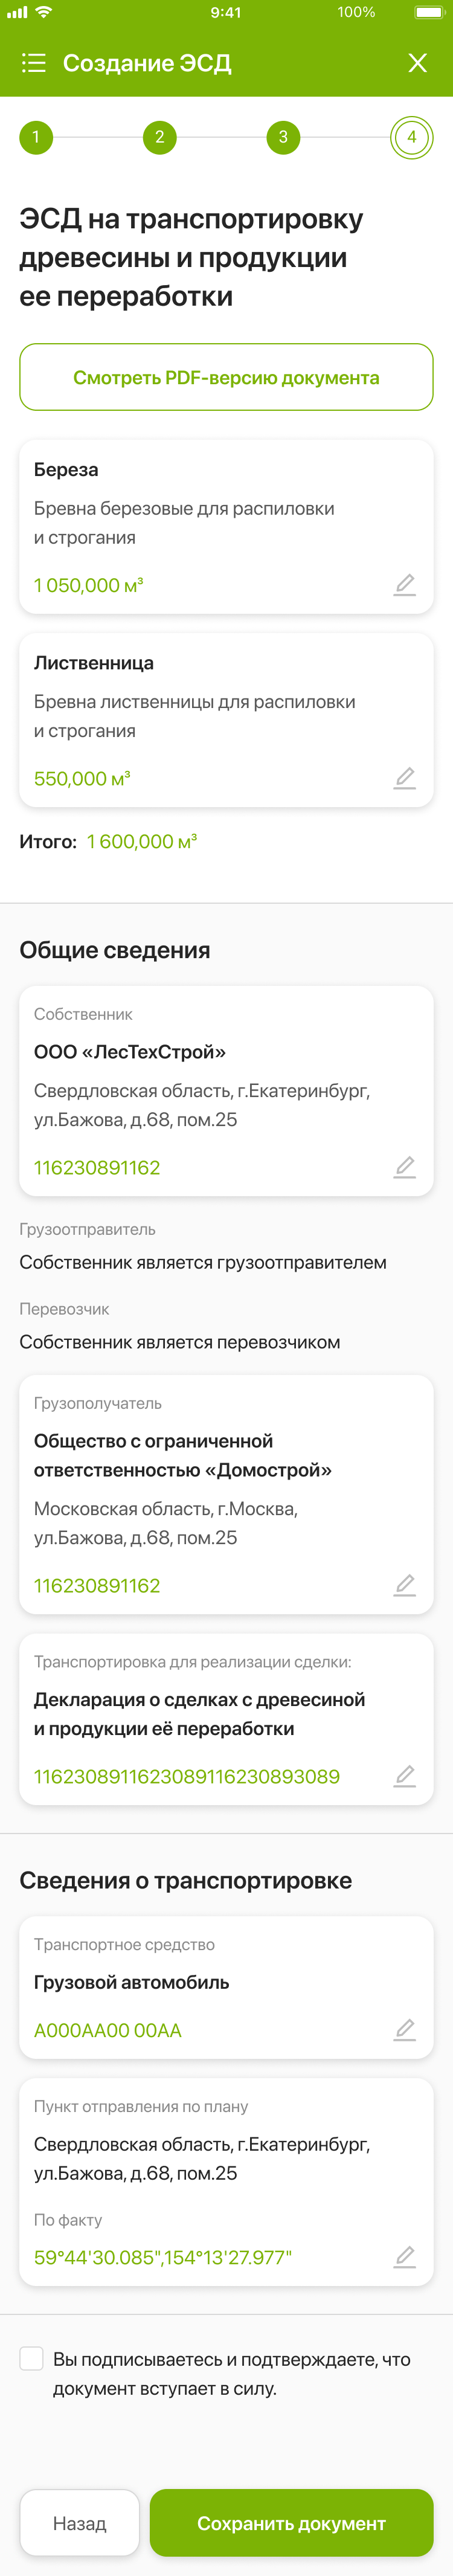 9:41
100%
Создание ЭСД
1
2
3
4
ЭСД на транспортировку
древесины и продукции
ее переработки
Смотреть PDF-версию документа
Береза
Бревна березовые для распиловки
и строгания
1 050,000 м³
Лиственница
Бревна лиственницы для распиловки
и строгания
550,000 м³
Итого: 1 600,000 м³
Общие сведения
Собственник
ООО «ЛесТехСтрой»
Свердловская область, г.Екатеринбург,
ул.Бажова, д.68, пом.25
116230891162
Грузоотправитель
Собственник является грузоотправителем
Перевозчик
Собственник является перевозчиком
Грузополучатель
Общество с ограниченной
ответственностью «Домострой»
Московская область, г.Москва,
ул.Бажова, д.68, пом.25
116230891162
Транспортировка для реализации сделки:
Декларация о сделках с древесиной
и продукции её переработки
1162308911623089116230893089
Сведения о транспортировке
Транспортное средство
Грузовой автомобиль
А000АА00 00АА
Пункт отправления по плану
Свердловская область, г.Екатеринбург,
ул.Бажова, д.68, пом.25
По факту
59°44'30.085",154°13'27.977"
Вы подписываетесь и подтверждаете, что
документ вступает в силу.
Назад
Сохранить документ